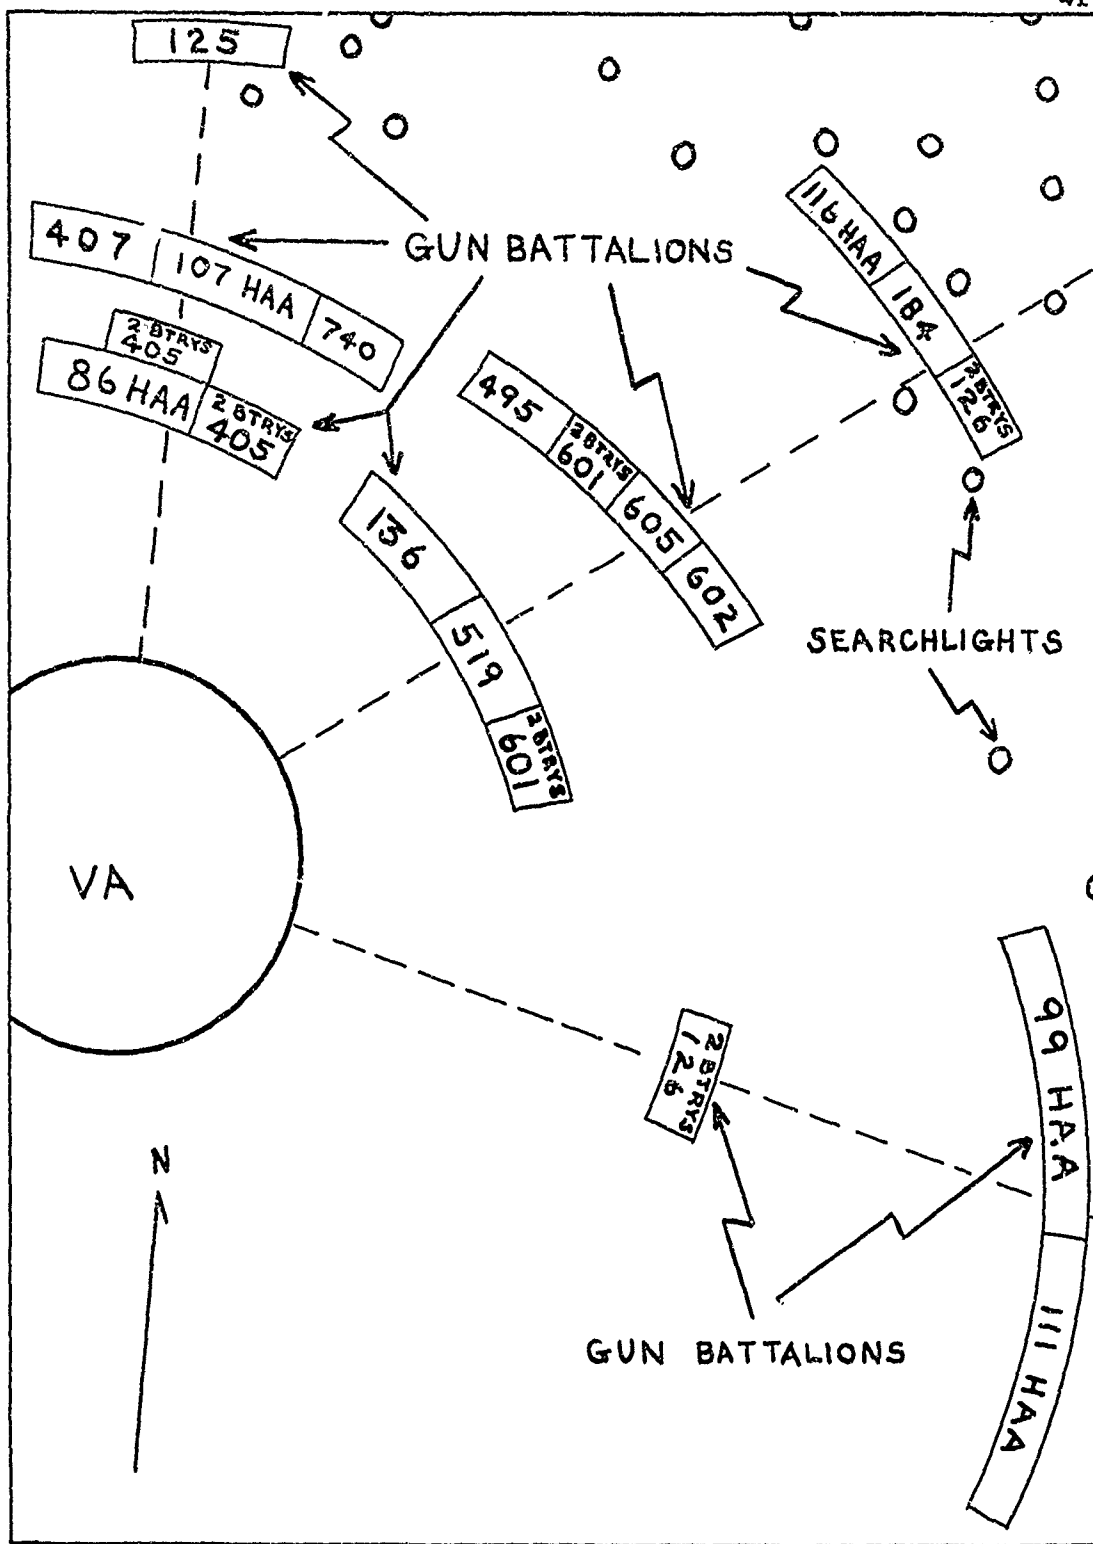 125
407
107 HAA
740
GUN BATTALIONS
2 BTRYS
405
86 HAA
2 BTRYS
405
116 HAA
184
2 BTRYS
126
495
2 BTRYS
601
605
602
136
519
2 BTRYS
601
SEARCHLIGHTS
VA
2 BTRYS
126
99 HAA
111 HAA
N
GUN BATTALIONS